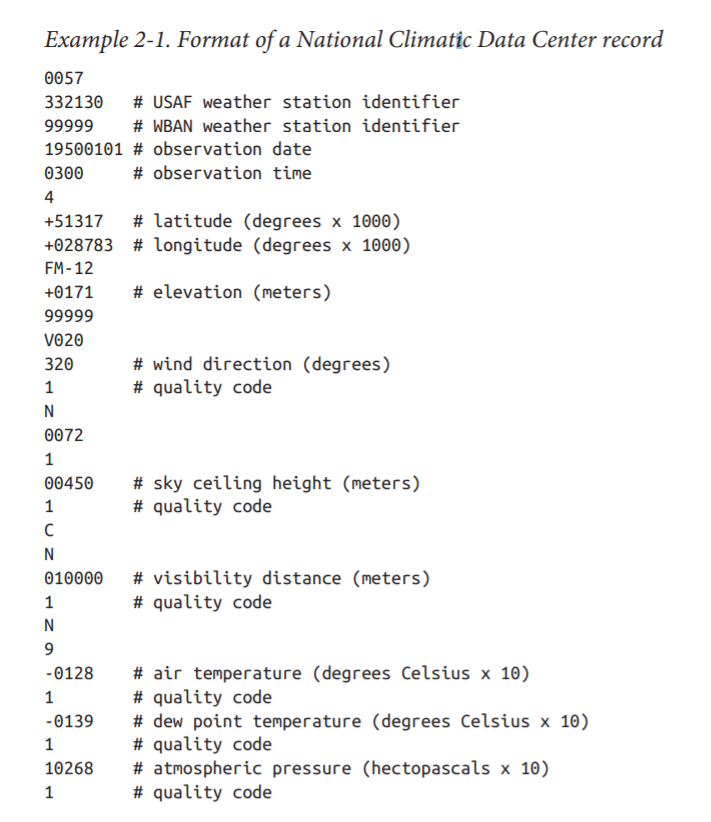 Example 2-1. Format of a National Climatic Data Center record
0057
332130 # USAF weather station identifier
99999 # WBAN weather station identifier
19500101 # observation date
0300 # observation time
4
+51317 # latitude (degrees x 1000)
+028783 # longitude (degrees x 1000)
FM-12
+0171 # elevation (meters)
99999
V020
320 # wind direction (degrees)
1 # quality code
N
0072
1
00450 # sky ceiling height (meters)
1 # quality code
C
N
010000 # visibility distance (meters)
1 # quality code
N
9
-0128 # air temperature (degrees Celsius x 10)
1 # quality code
-0139 # dew point temperature (degrees Celsius x 10)
1 # quality code
10268 # atmospheric pressure (hectopascals x 10)
1 # quality code